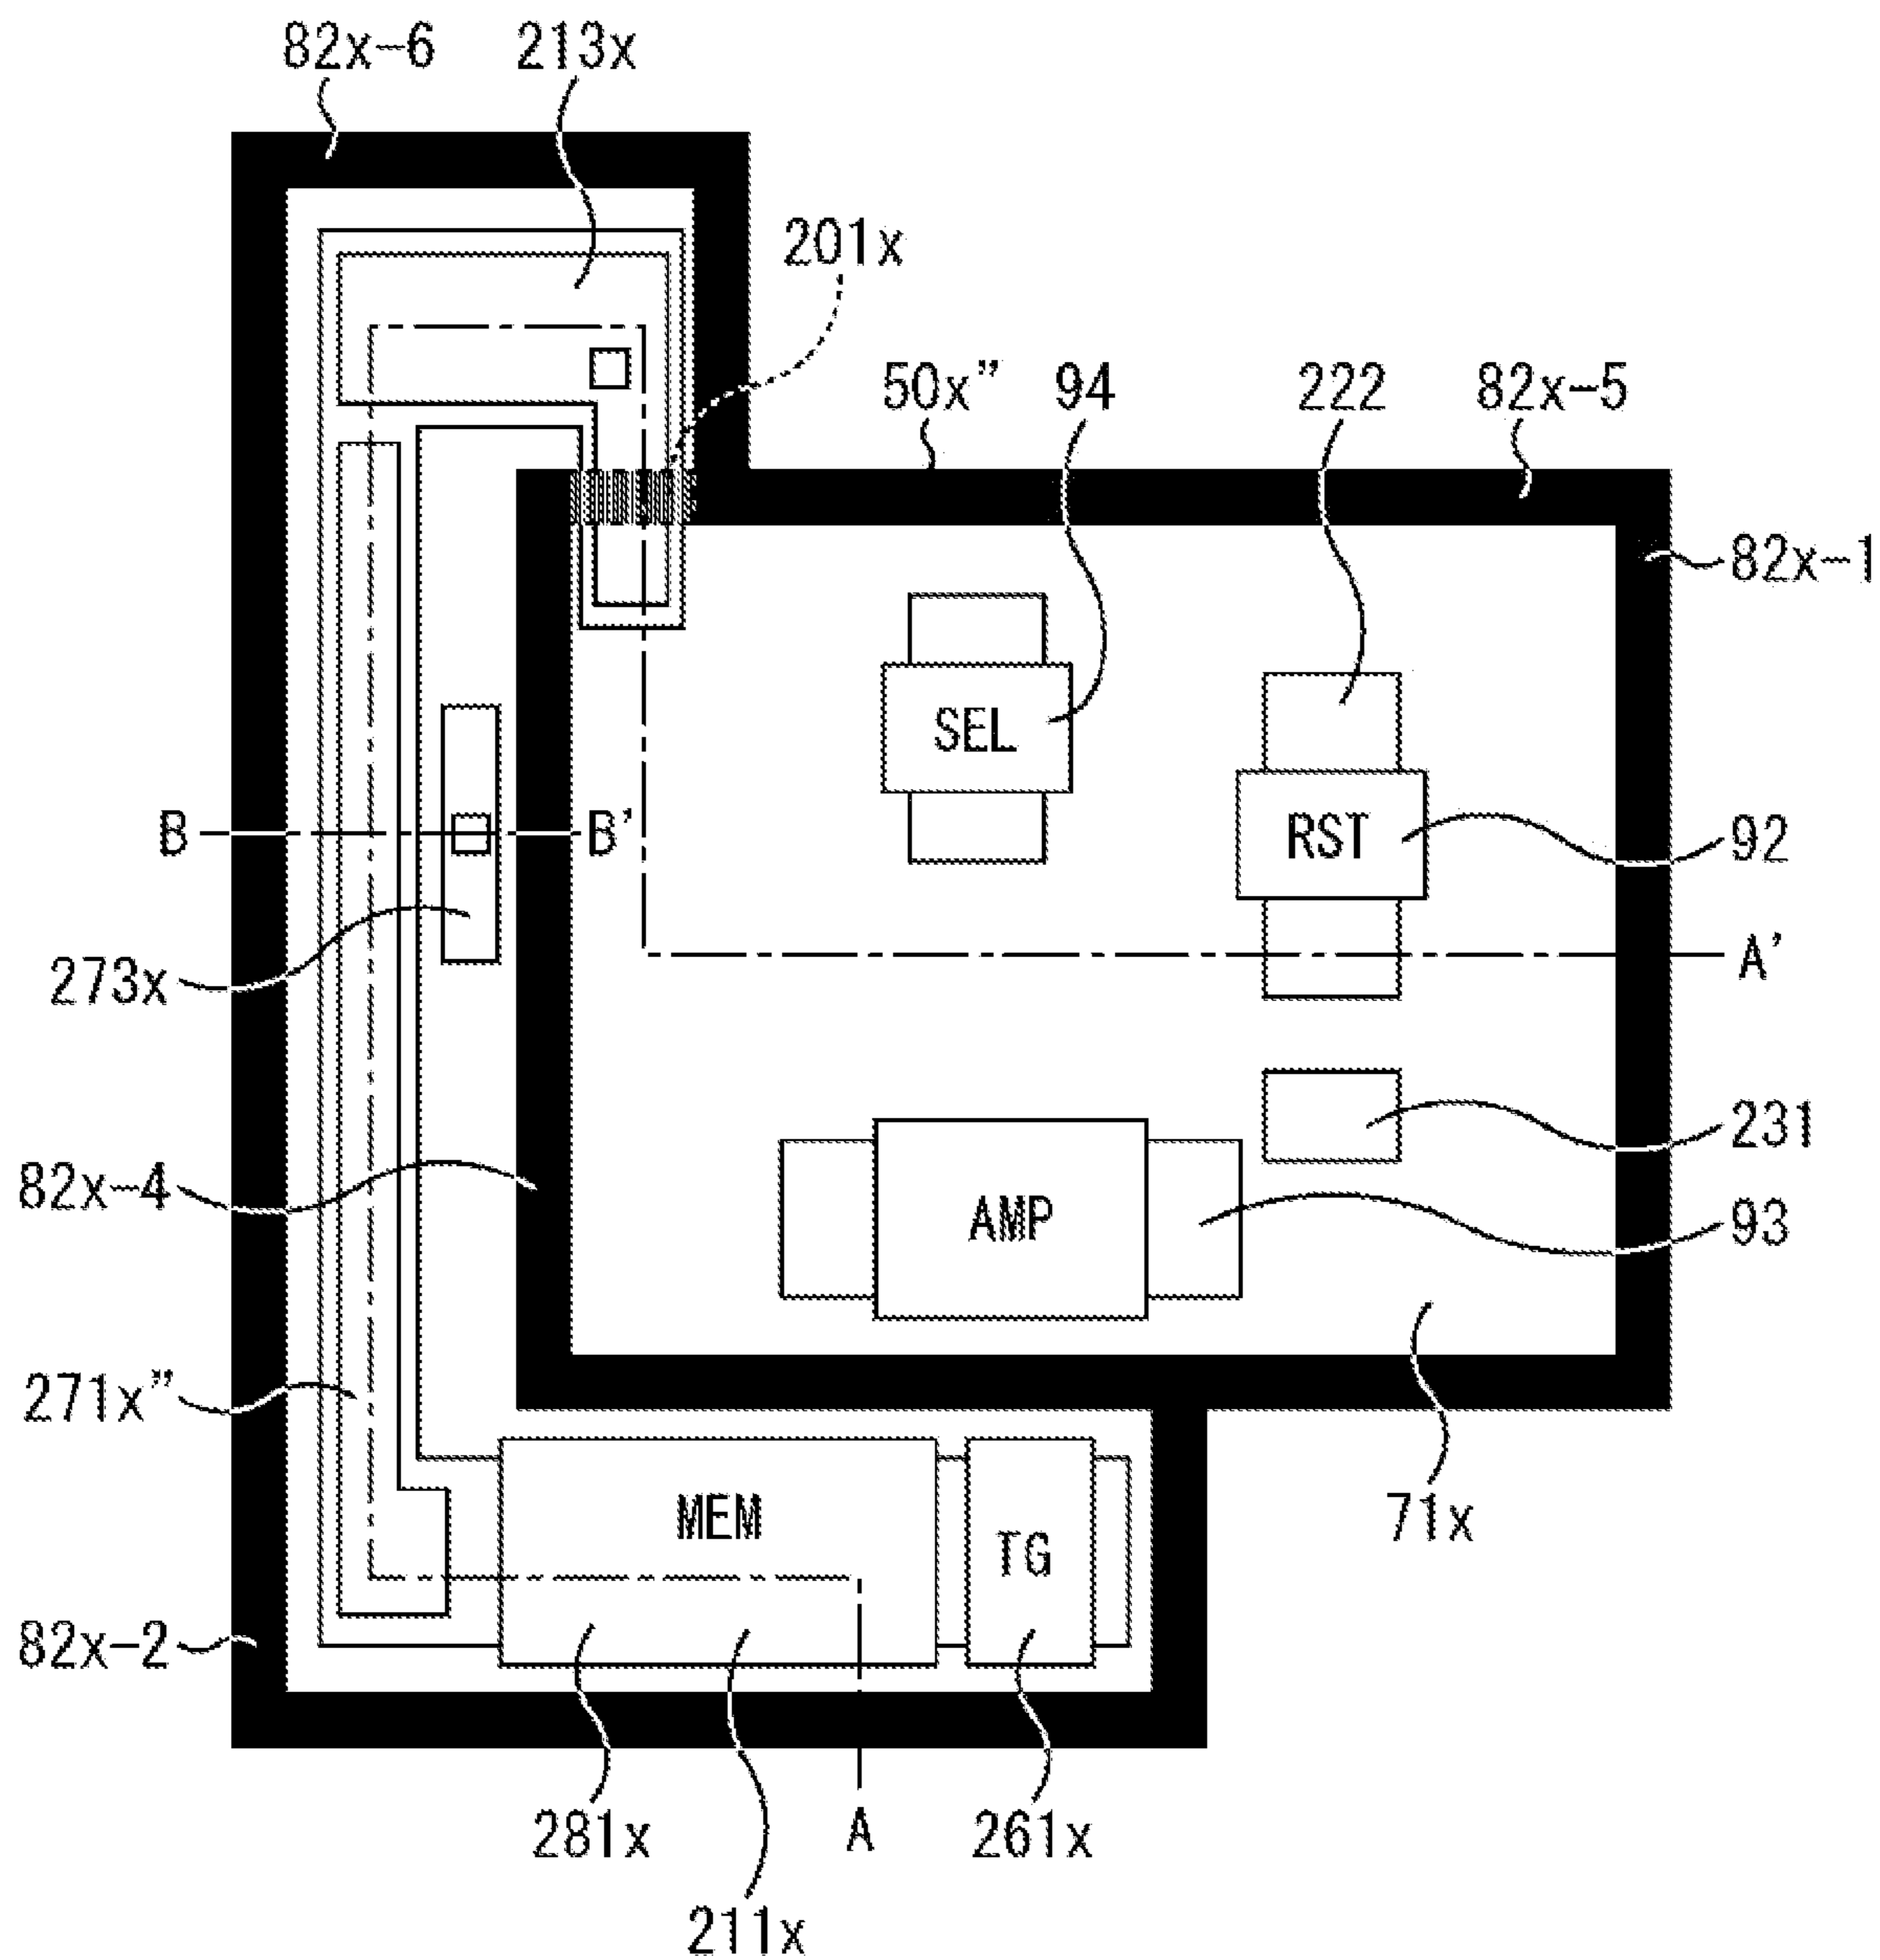 82x-6 213x
201x
50x” 94 222 82x-5
82x-1
SEL
B B’ RST 92
273x A’
231
82x-4 AMP 93
271x”
MEM 71x
TG
82x-2
281x A 261x
211x